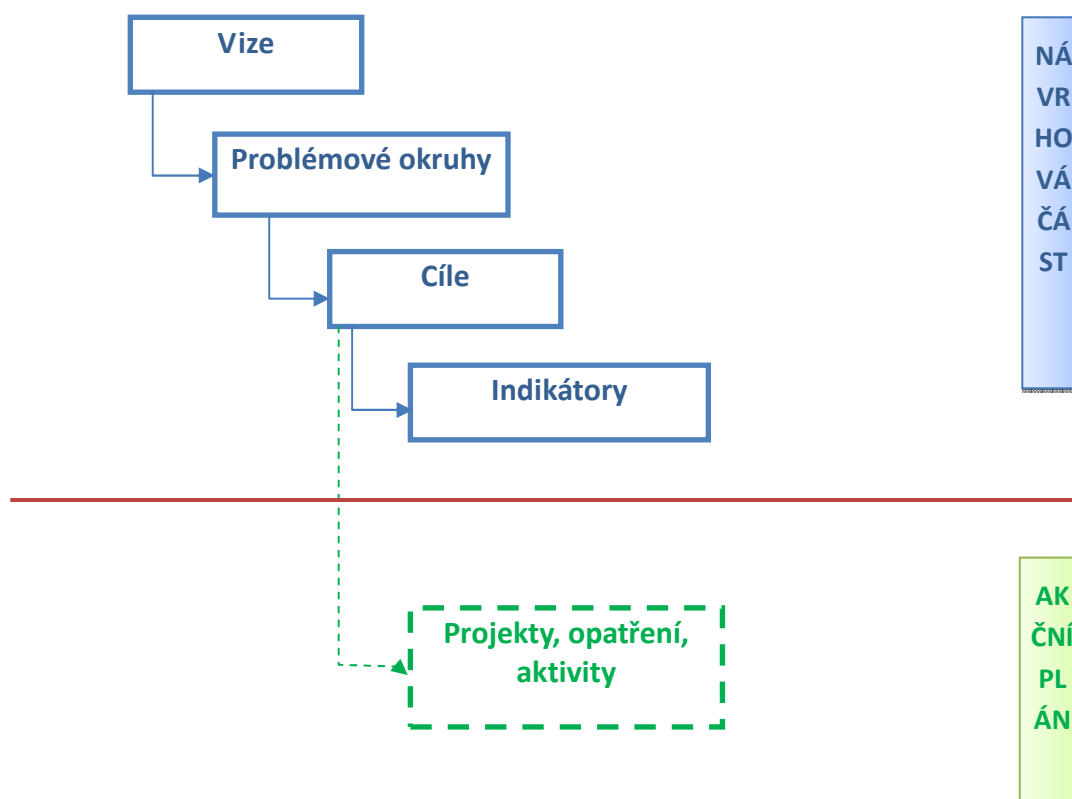 Vize
Problémové okruhy
Cíle
Indikátory
NÁ
VR
HO
VÁ
ČÁ
ST
Projekty, opatření,
aktivity
AK
ČNÍ
PL
ÁN